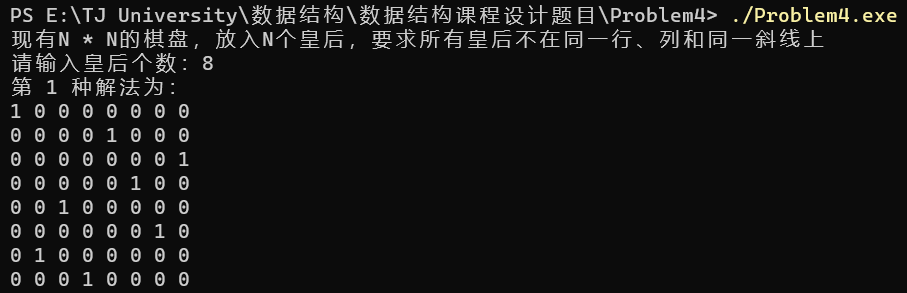 PS E:\TJ University\数据结构\数据结构课程设计题目\Problem4> ./Problem4.exe
现有N * N的棋盘，放入N个皇后，要求所有皇后不在同一行、列和同一斜线上
请输入皇后个数：8
第 1 种解法为：
1 0 0 0 0 0 0 0
0 0 0 0 1 0 0 0
0 0 0 0 0 0 0 1
0 0 0 0 0 1 0 0
0 0 1 0 0 0 0 0
0 0 0 0 0 0 1 0
0 1 0 0 0 0 0 0
0 0 0 1 0 0 0 0